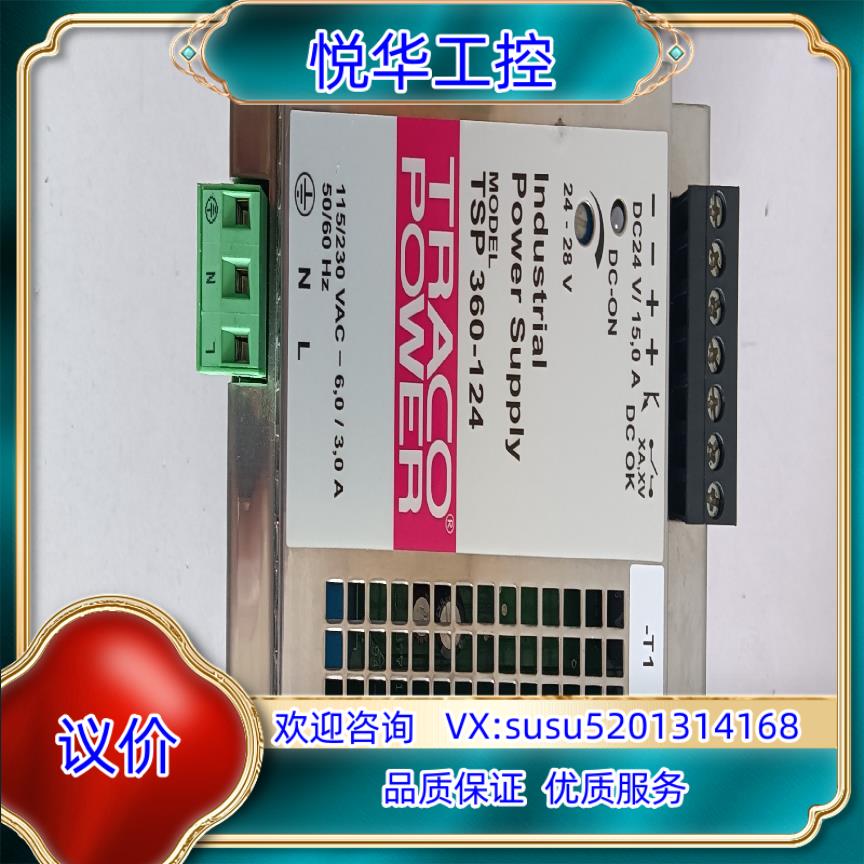 悦华工控
DC24 V/ 15,0 A DC OK
− − + + K XA,XV
DC-ON
24 - 28 V
Industrial
Power Supply
MODEL
TSP 360-124
TRACO
POWER®
115/230 VAC – 6,0 / 3,0 A
50/60 Hz
N L
N
L
-T1
议价
欢迎咨询 VX:susu5201314168
品质保证 优质服务